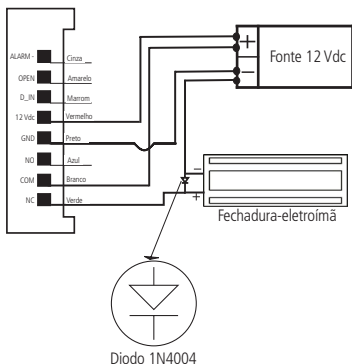 ALARM - Cinza
OPEN Amarelo
D_IN Marrom
12 Vdc Vermelho
GND Preto
NO Azul
COM Branco
NC Verde
+
−
Fonte 12 Vdc
−
+
Fechadura-eletroímã
Diodo 1N4004